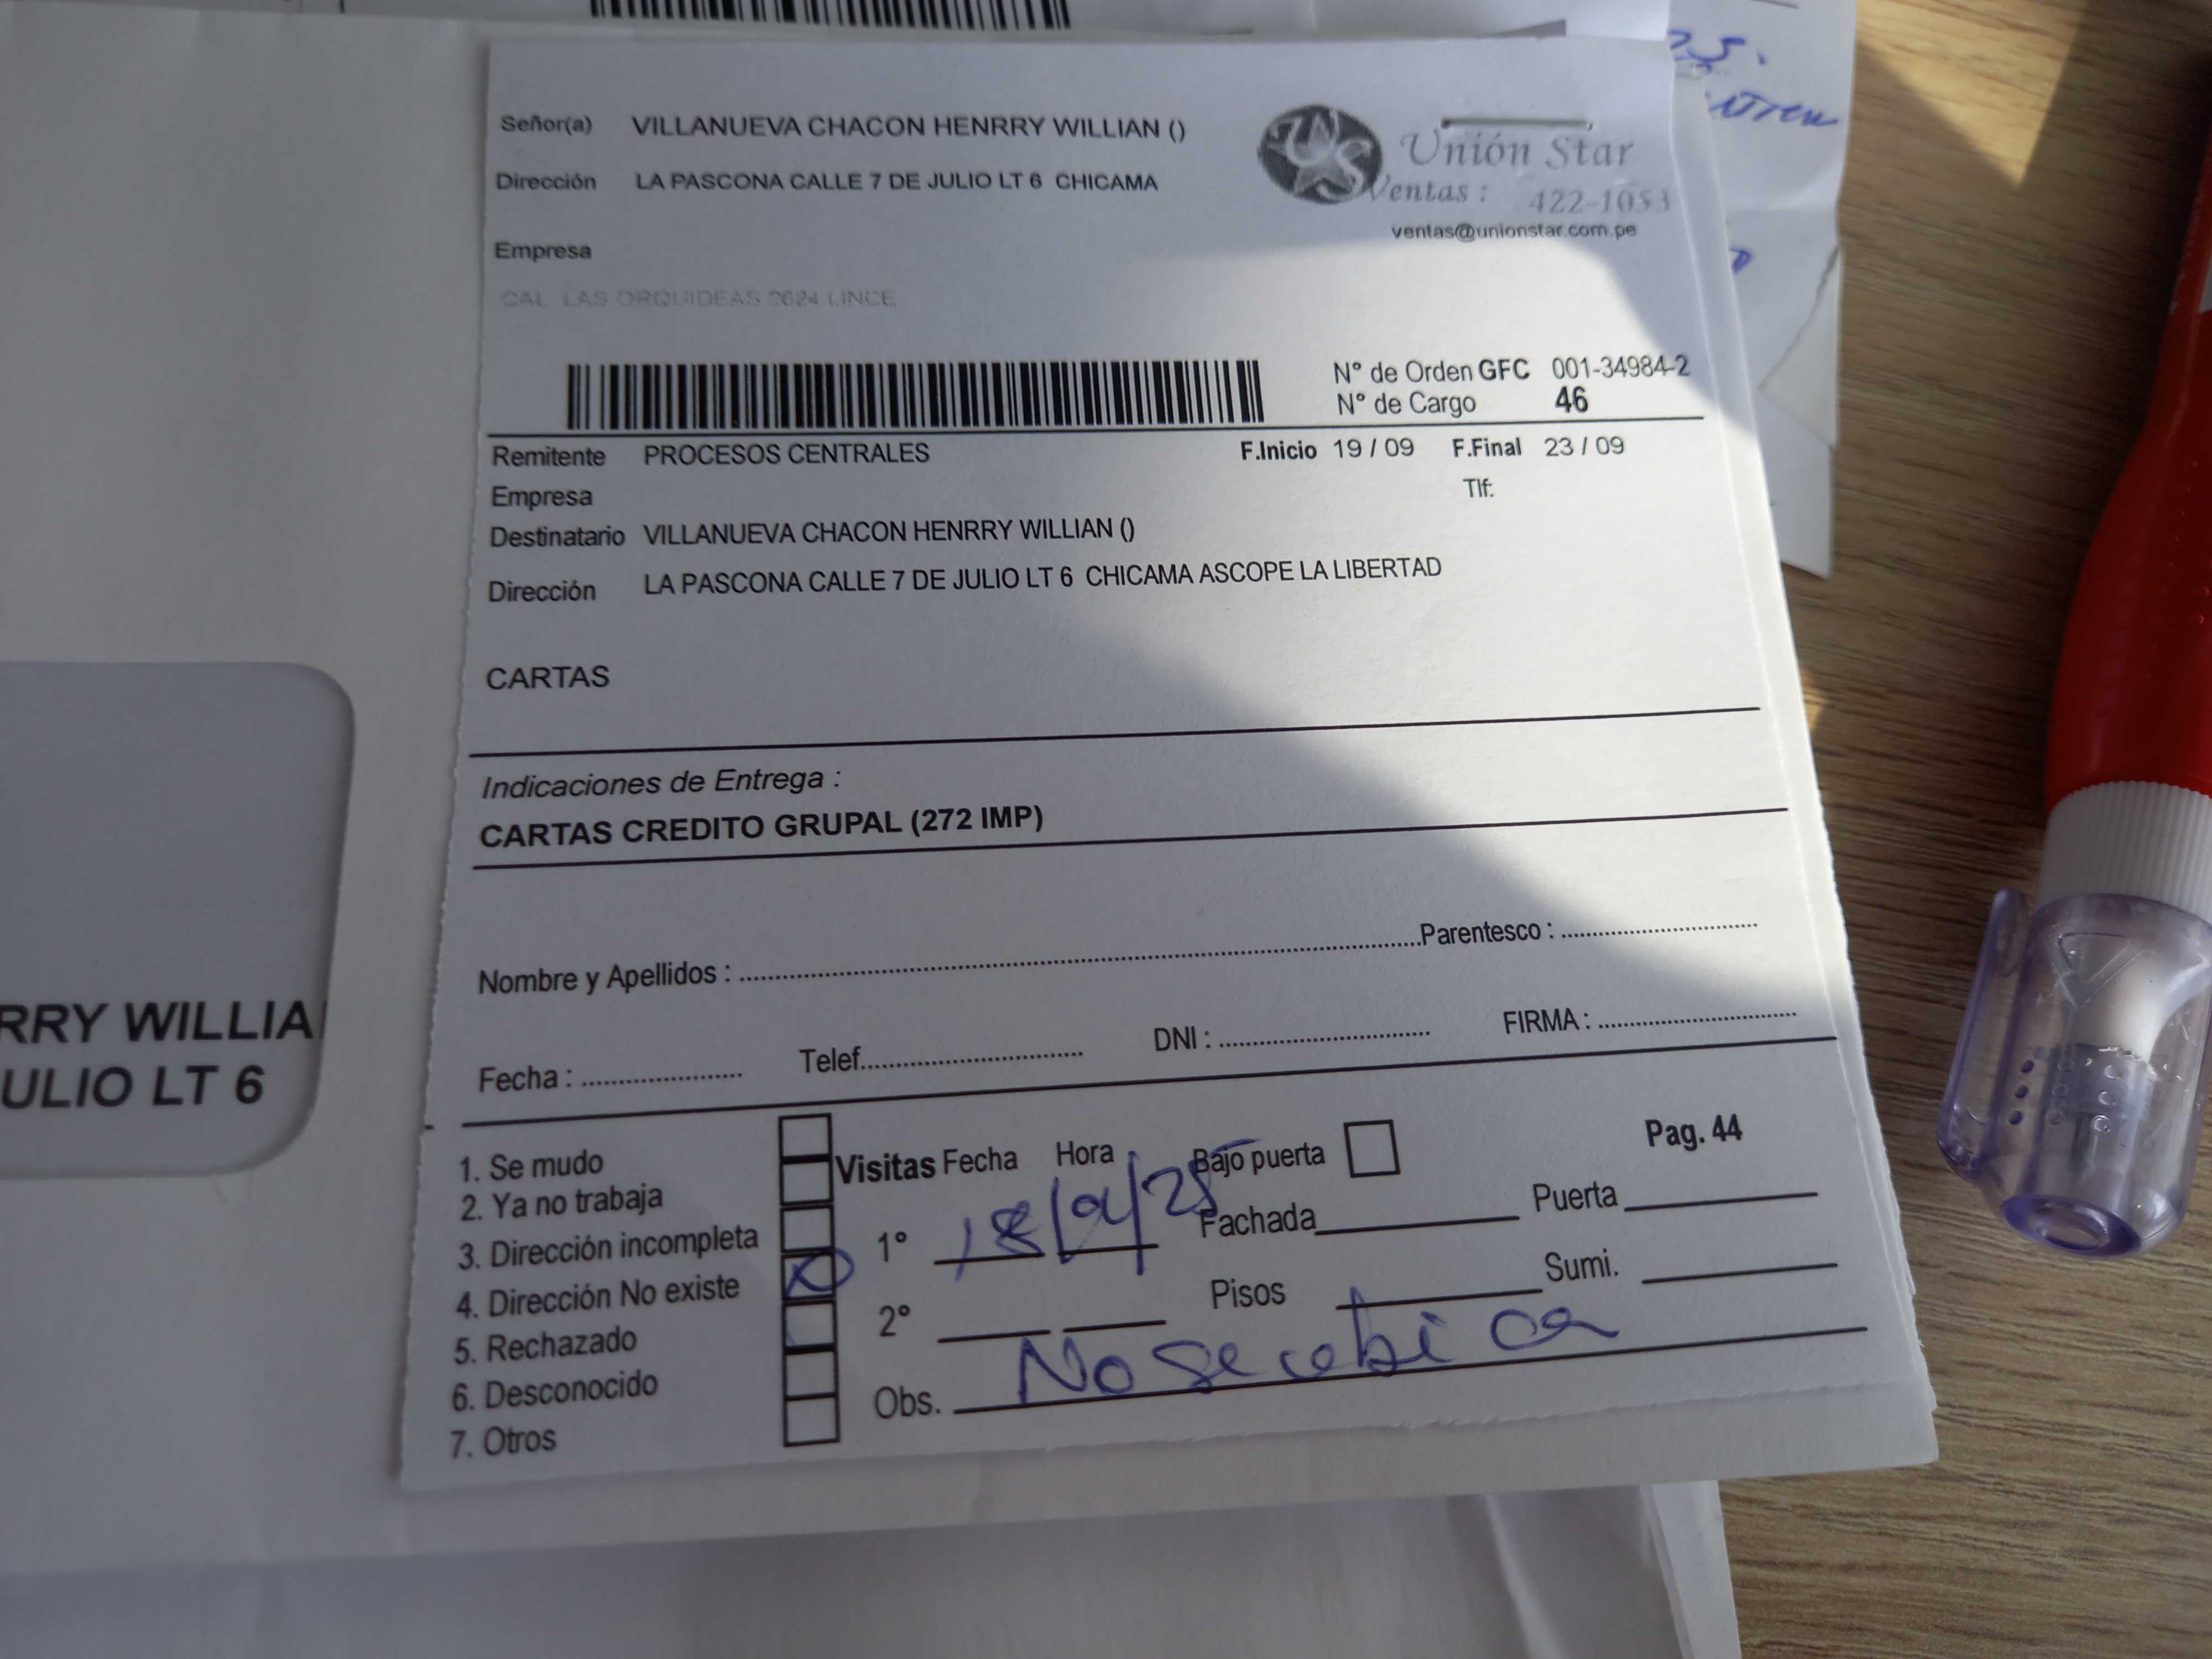 Señor(a) VILLANUEVA CHACON HENRRY WILLIAN ()
Dirección LA PASCONA CALLE 7 DE JULIO LT 6 CHICAMA
Unión Star
Ventas : 422-1053
ventas@unionstar.com.pe
Empresa
CAL LAS ORQUIDEAS 2624 LINCE
N° de Orden GFC 001-34984-2
N° de Cargo 46
Remitente PROCESOS CENTRALES F.Inicio 19 / 09 F.Final 23 / 09
Empresa Tlf:
Destinatario VILLANUEVA CHACON HENRRY WILLIAN ()
Dirección LA PASCONA CALLE 7 DE JULIO LT 6 CHICAMA ASCOPE LA LIBERTAD
CARTAS
Indicaciones de Entrega :
CARTAS CREDITO GRUPAL (272 IMP)
Nombre y Apellidos : Parentesco :
Fecha : Telef. DNI : FIRMA :
1. Se mudo
2. Ya no trabaja
3. Dirección incompleta
4. Dirección No existe X
5. Rechazado
6. Desconocido
7. Otros
Visitas Fecha Hora Bajo puerta Pag. 44
1° 18/9/25 Fachada Puerta
2° Pisos Sumi.
Obs. No se ubica
RRY WILLIA
ULIO LT 6